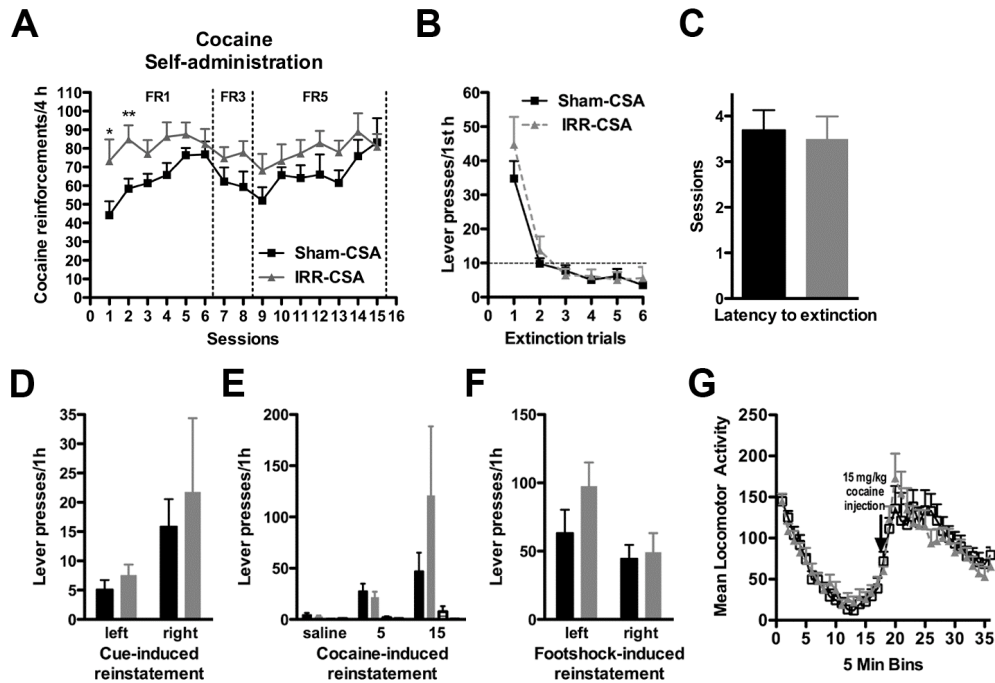 A
Cocaine
Self-administration
FR1
FR3
FR5
*
**
Cocaine reinforcements/4 h
110
100
90
80
70
60
50
40
30
20
10
0
Sham-CSA
IRR-CSA
0 1 2 3 4 5 6 7 8 9 10 11 12 13 14 15 16
Sessions
B
Lever presses/1st h
60
50
40
30
20
10
0
Sham-CSA
IRR-CSA
0 1 2 3 4 5 6
Extinction trials
C
Sessions
4
2
0
Latency to extinction
D
Lever presses/1h
35
30
25
20
15
10
5
0
left right
Cue-induced
reinstatement
E
Lever presses/1h
200
150
100
50
0
saline 5 15
Cocaine-induced
reinstatement
F
Lever presses/1h
150
100
50
0
left right
Footshock-induced
reinstatement
G
Mean Locomotor Activity
250
200
150
100
50
0
15 mg/kg
cocaine
injection
0 5 10 15 20 25 30 35
5 Min Bins